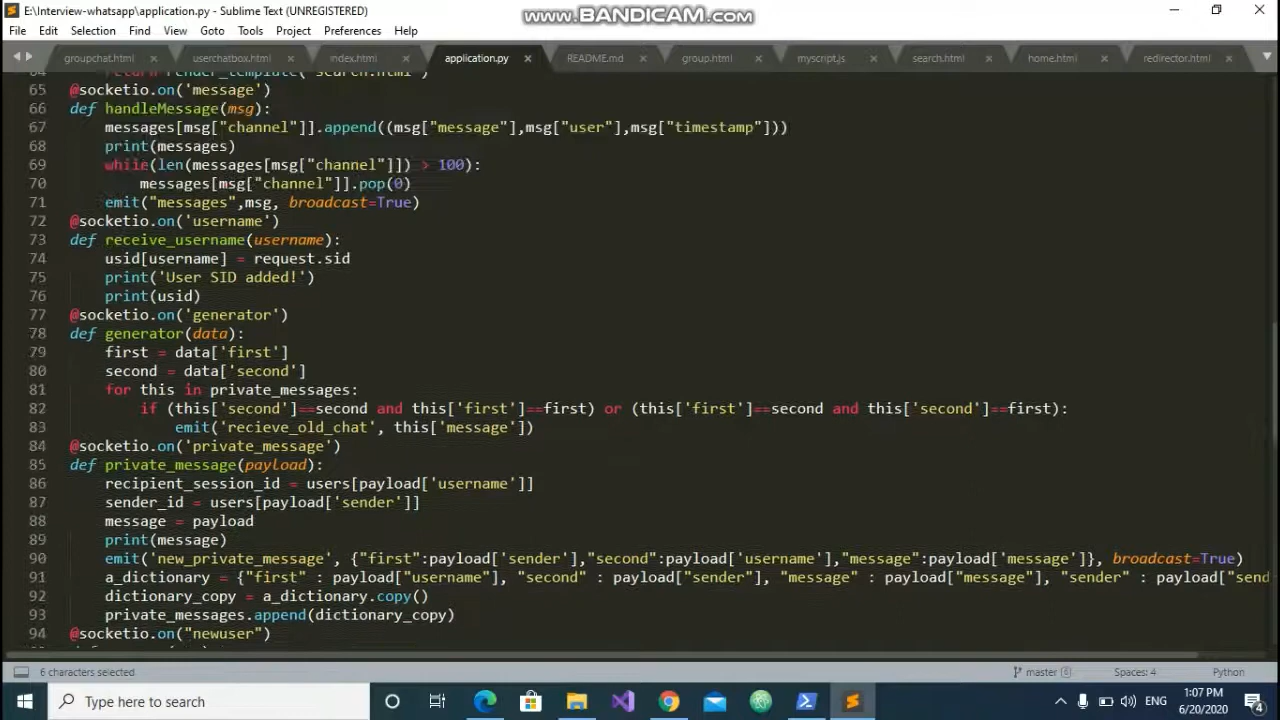 E:\Interview-whatsapp\application.py - Sublime Text (UNREGISTERED)
www.BANDICAM.com
File Edit Selection Find View Goto Tools Project Preferences Help
groupchat.html userchatbox.html index.html application.py README.md group.html myscript.js search.html home.html redirector.html
64 return render_template("search.html")
65 @socketio.on('message')
66 def handleMessage(msg):
67 messages[msg["channel"]].append((msg["message"],msg["user"],msg["timestamp"]))
68 print(messages)
69 while(len(messages[msg["channel"]]) > 100):
70 messages[msg["channel"]].pop(0)
71 emit("messages",msg, broadcast=True)
72 @socketio.on('username')
73 def receive_username(username):
74 usid[username] = request.sid
75 print('User SID added!')
76 print(usid)
77 @socketio.on('generator')
78 def generator(data):
79 first = data['first']
80 second = data['second']
81 for this in private_messages:
82 if (this['second']==second and this['first']==first) or (this['first']==second and this['second']==first):
83 emit('recieve_old_chat', this['message'])
84 @socketio.on('private_message')
85 def private_message(payload):
86 recipient_session_id = users[payload['username']]
87 sender_id = users[payload['sender']]
88 message = payload
89 print(message)
90 emit('new_private_message', {"first":payload['sender'],"second":payload['username'],"message":payload['message']}, broadcast=True)
91 a_dictionary = {"first" : payload["username"], "second" : payload["sender"], "message" : payload["message"], "sender" : payload["send
92 dictionary_copy = a_dictionary.copy()
93 private_messages.append(dictionary_copy)
94 @socketio.on("newuser")
6 characters selected master 6 Spaces: 4 Python
Type here to search ENG 1:07 PM
6/20/2020 4